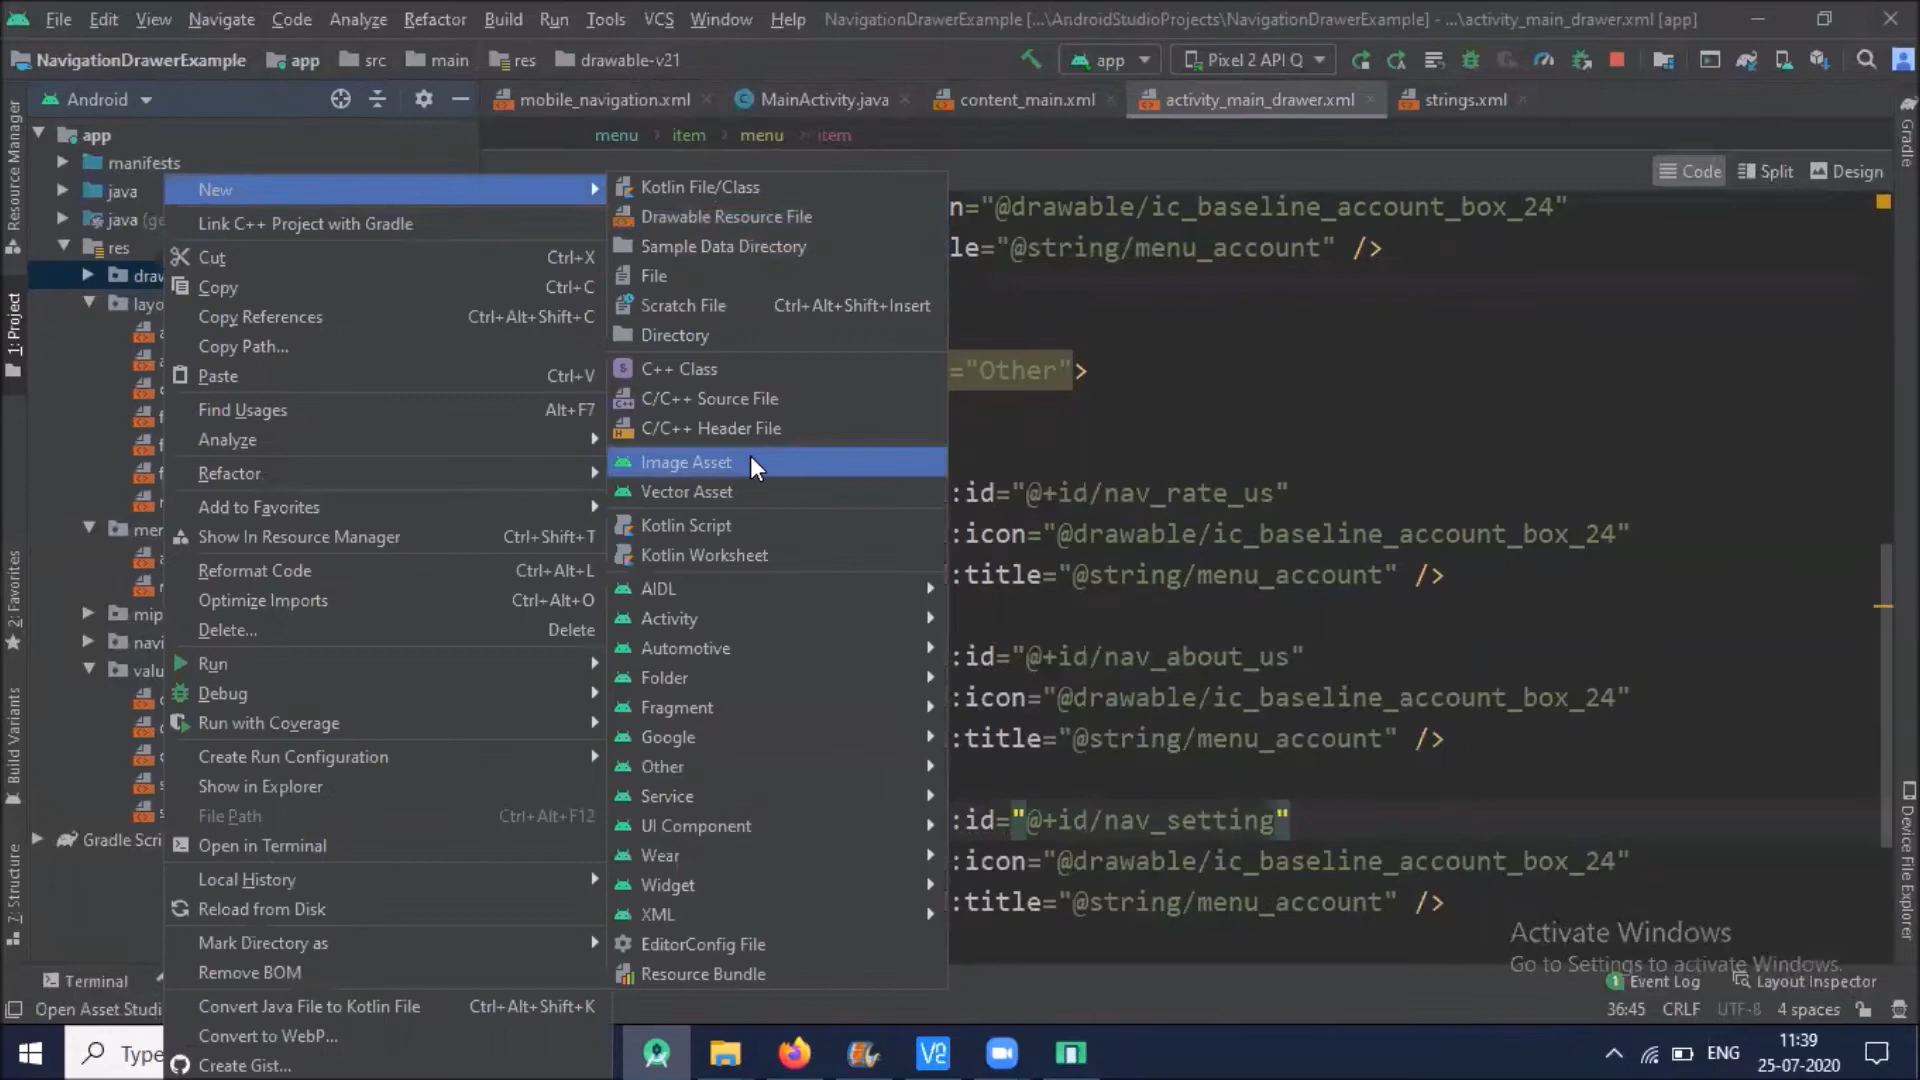 File Edit View Navigate Code Analyze Refactor Build Run Tools VCS Window Help NavigationDrawerExample [...\AndroidStudioProjects\NavigationDrawerExample] - ...\activity_main_drawer.xml [app]
NavigationDrawerExample app src main res drawable-v21 app Pixel 2 API Q
Android mobile_navigation.xml MainActivity.java content_main.xml activity_main_drawer.xml strings.xml
menu item menu item
Code Split Design
Resource Manager
1: Project
2: Favorites
Build Variants
7: Structure
Gradle
Device File Explorer
app
manifests
java
java (ge
res
draw
layo
mer
mip
navi
valu
Gradle Scri
New
Link C++ Project with Gradle
Cut Ctrl+X
Copy Ctrl+C
Copy References Ctrl+Alt+Shift+C
Copy Path...
Paste Ctrl+V
Find Usages Alt+F7
Analyze
Refactor
Add to Favorites
Show In Resource Manager Ctrl+Shift+T
Reformat Code Ctrl+Alt+L
Optimize Imports Ctrl+Alt+O
Delete... Delete
Run
Debug
Run with Coverage
Create Run Configuration
Show in Explorer
File Path Ctrl+Alt+F12
Open in Terminal
Local History
Reload from Disk
Mark Directory as
Remove BOM
Convert Java File to Kotlin File Ctrl+Alt+Shift+K
Convert to WebP...
Create Gist...
Kotlin File/Class
Drawable Resource File
Sample Data Directory
File
Scratch File Ctrl+Alt+Shift+Insert
Directory
C++ Class
C/C++ Source File
C/C++ Header File
Image Asset
Vector Asset
Kotlin Script
Kotlin Worksheet
AIDL
Activity
Automotive
Folder
Fragment
Google
Other
Service
UI Component
Wear
Widget
XML
EditorConfig File
Resource Bundle
n="@drawable/ic_baseline_account_box_24"
le="@string/menu_account" />
="Other">
:id="@+id/nav_rate_us"
:icon="@drawable/ic_baseline_account_box_24"
:title="@string/menu_account" />
:id="@+id/nav_about_us"
:icon="@drawable/ic_baseline_account_box_24"
:title="@string/menu_account" />
:id="@+id/nav_setting"
:icon="@drawable/ic_baseline_account_box_24"
:title="@string/menu_account" />
Activate Windows
Go to Settings to activate Windows.
Terminal 1 Event Log Layout Inspector
Open Asset Studi 36:45 CRLF UTF-8 4 spaces
Type ENG 11:39
25-07-2020